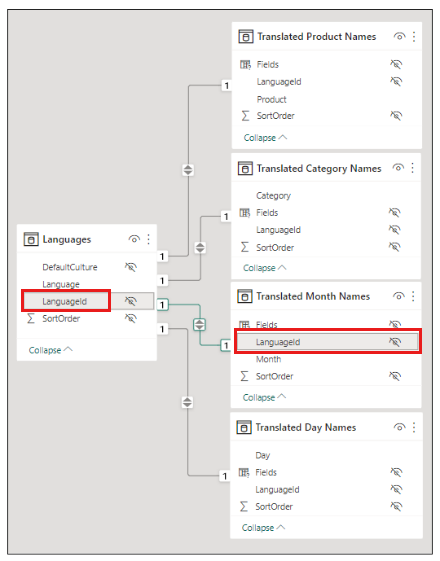 Translated Product Names
Fields
LanguageId
Product
SortOrder
Collapse
1
Translated Category Names
Category
Fields
LanguageId
SortOrder
Collapse
1
Languages
DefaultCulture
Language
LanguageId
SortOrder
Collapse
1
1
1
1
Translated Month Names
Fields
LanguageId
Month
SortOrder
Collapse
1
Translated Day Names
Day
Fields
LanguageId
SortOrder
Collapse
1